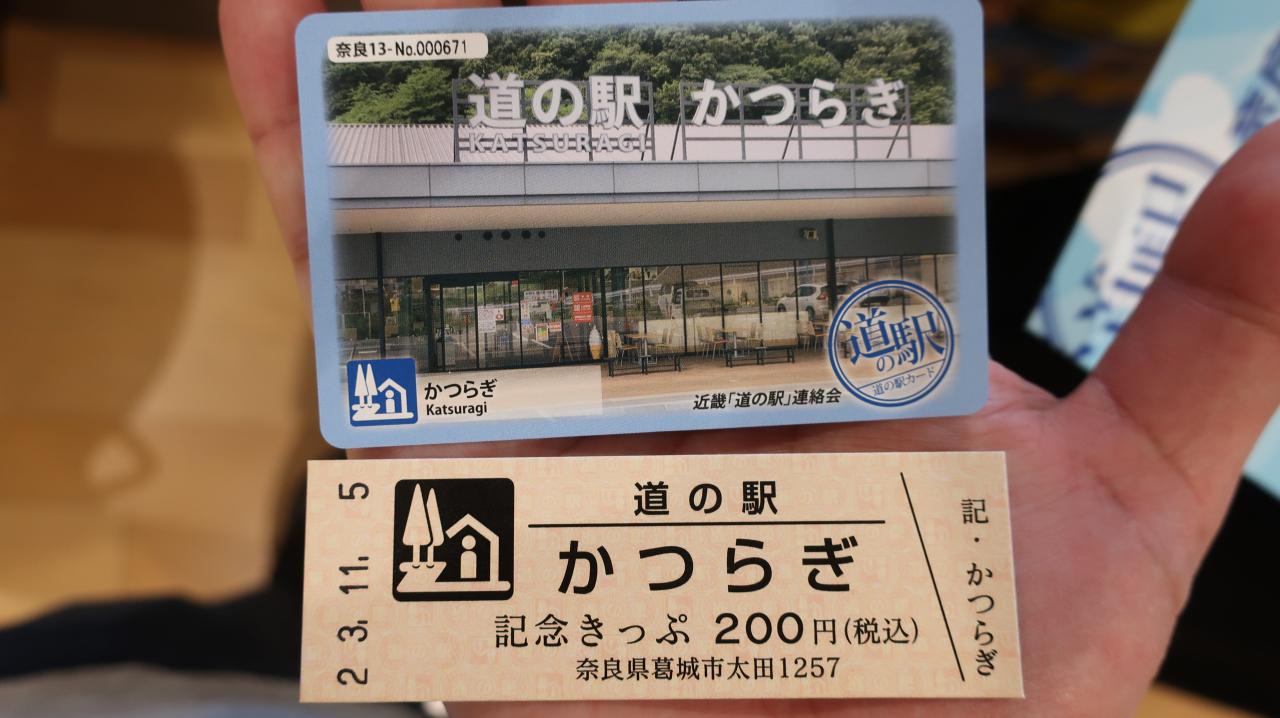 奈良13-No.000671
道の駅 かつらぎ
KATSURAGI
かつらぎ
Katsuragi
近畿「道の駅」連絡会
道の駅
道の駅カード
2 3. 11. 5
道の駅
かつらぎ
記念きっぷ 200円(税込)
奈良県葛城市太田1257
記・かつらぎ